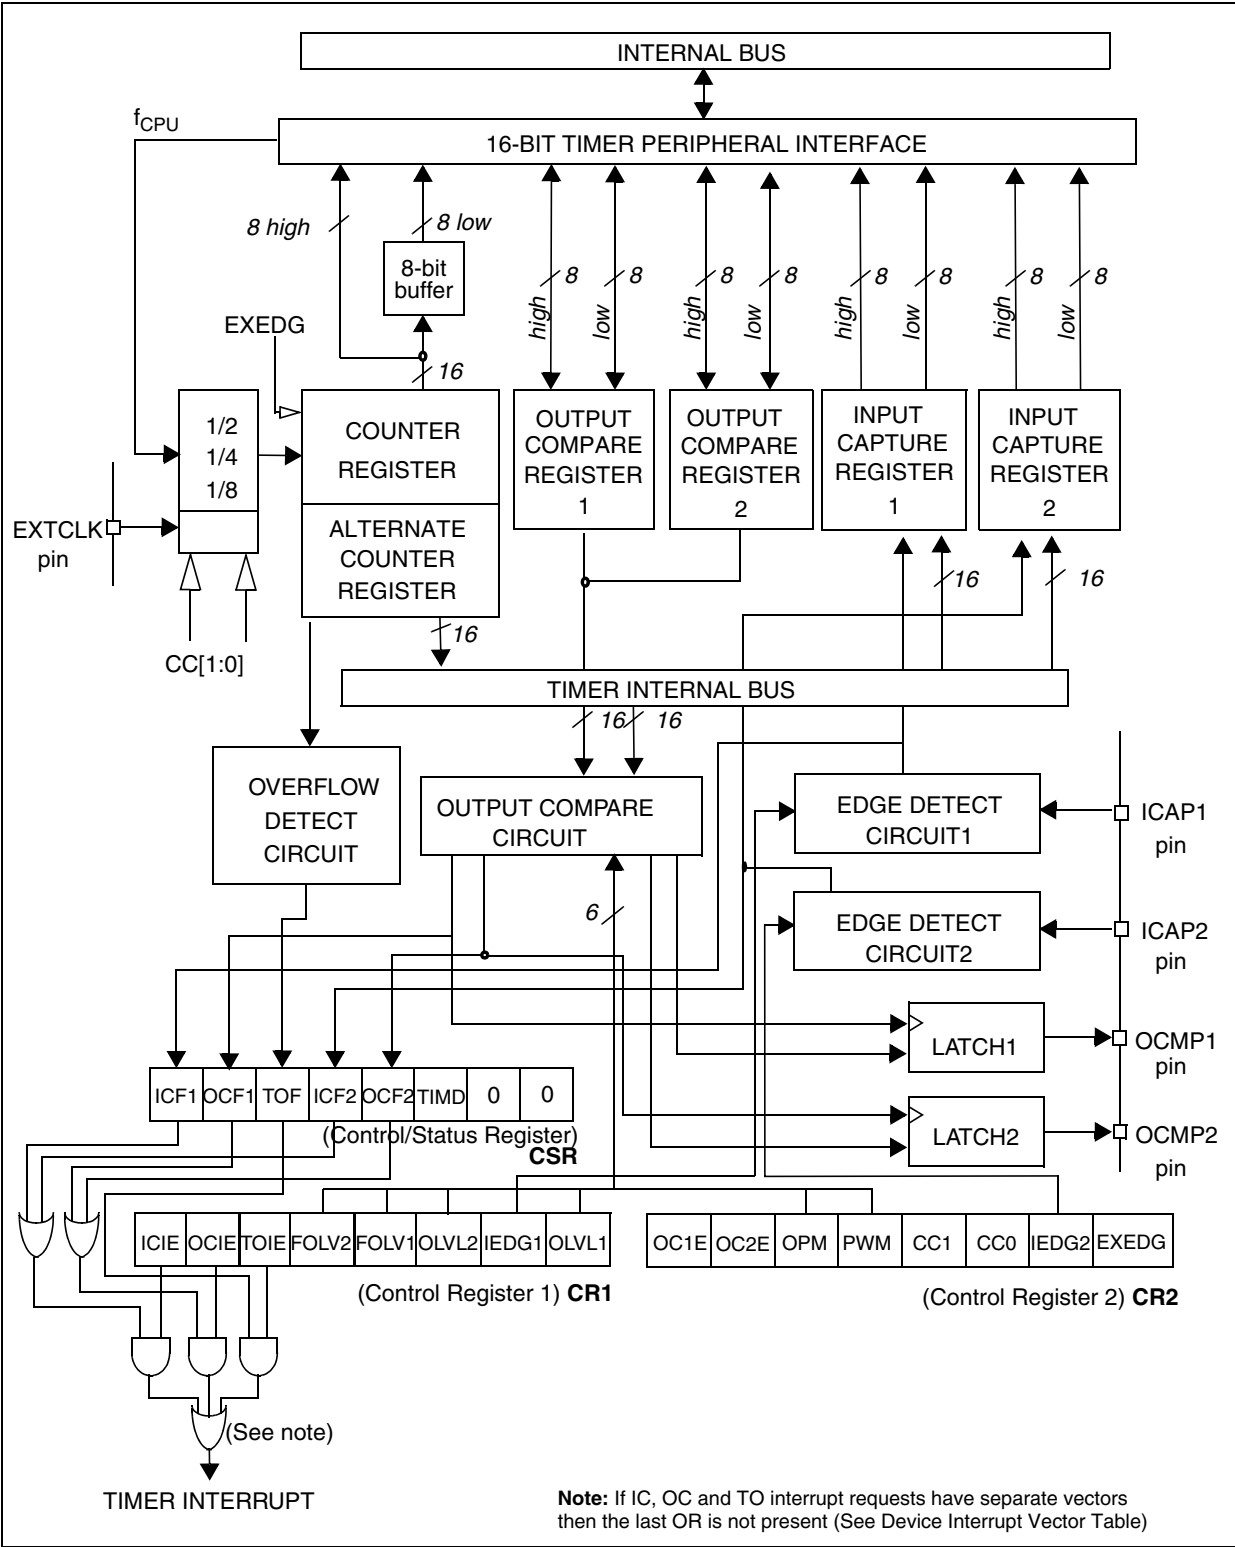 INTERNAL BUS
fCPU
16-BIT TIMER PERIPHERAL INTERFACE
8 high
8 low
8-bit
buffer
8
8
8
8
8
8
8
8
high
low
high
low
high
low
high
low
EXEDG
16
1/2
1/4
1/8
COUNTER
REGISTER
ALTERNATE
COUNTER
REGISTER
OUTPUT
COMPARE
REGISTER
1
OUTPUT
COMPARE
REGISTER
2
INPUT
CAPTURE
REGISTER
1
INPUT
CAPTURE
REGISTER
2
EXTCLK
pin
CC[1:0]
16
16
16
TIMER INTERNAL BUS
16
16
OVERFLOW
DETECT
CIRCUIT
OUTPUT COMPARE
CIRCUIT
EDGE DETECT
CIRCUIT1
ICAP1
pin
6
EDGE DETECT
CIRCUIT2
ICAP2
pin
LATCH1
OCMP1
pin
LATCH2
OCMP2
pin
ICF1 OCF1 TOF ICF2 OCF2 TIMD 0 0
(Control/Status Register)
CSR
ICIE OCIE TOIE FOLV2 FOLV1 OLVL2 IEDG1 OLVL1
(Control Register 1) CR1
OC1E OC2E OPM PWM CC1 CC0 IEDG2 EXEDG
(Control Register 2) CR2
(See note)
TIMER INTERRUPT
Note: If IC, OC and TO interrupt requests have separate vectors
then the last OR is not present (See Device Interrupt Vector Table)